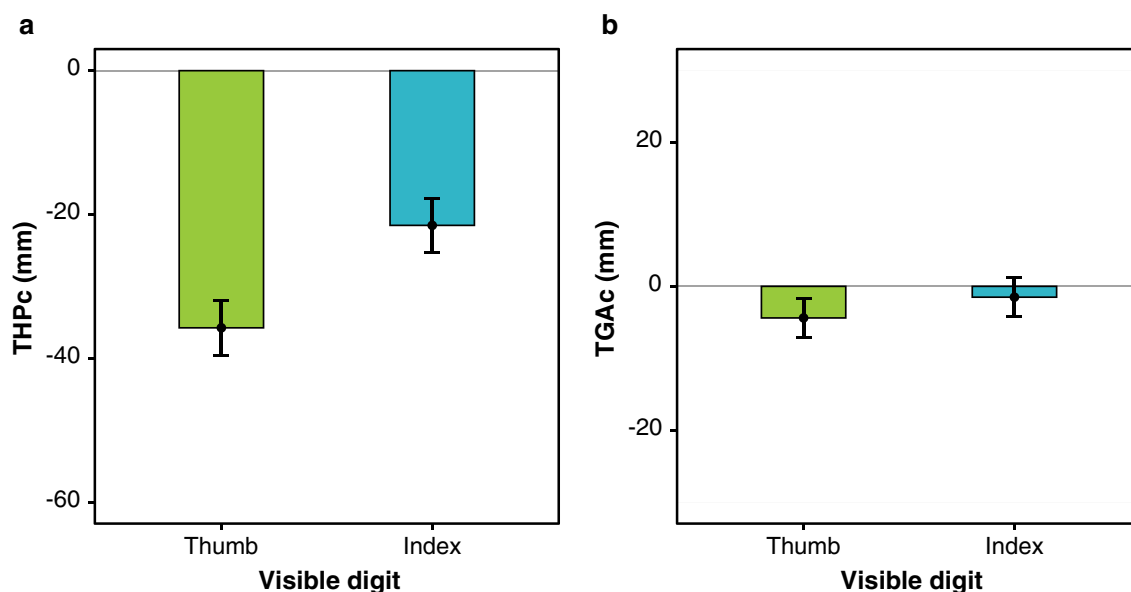 a
THPc (mm)
0
-20
-40
-60
Thumb Index
Visible digit
b
TGAc (mm)
20
0
-20
Thumb Index
Visible digit